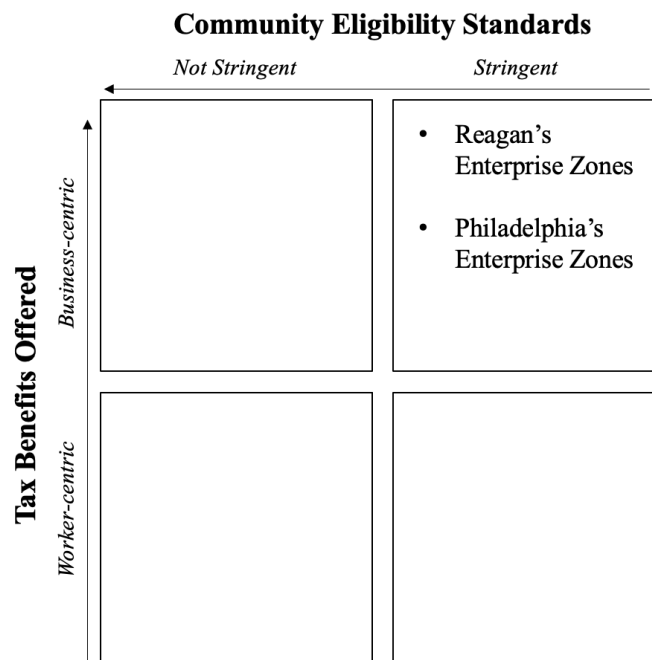 Community Eligibility Standards
Not Stringent
Stringent
Tax Benefits Offered
Business-centric
Worker-centric
• Reagan’s
Enterprise Zones
• Philadelphia’s
Enterprise Zones